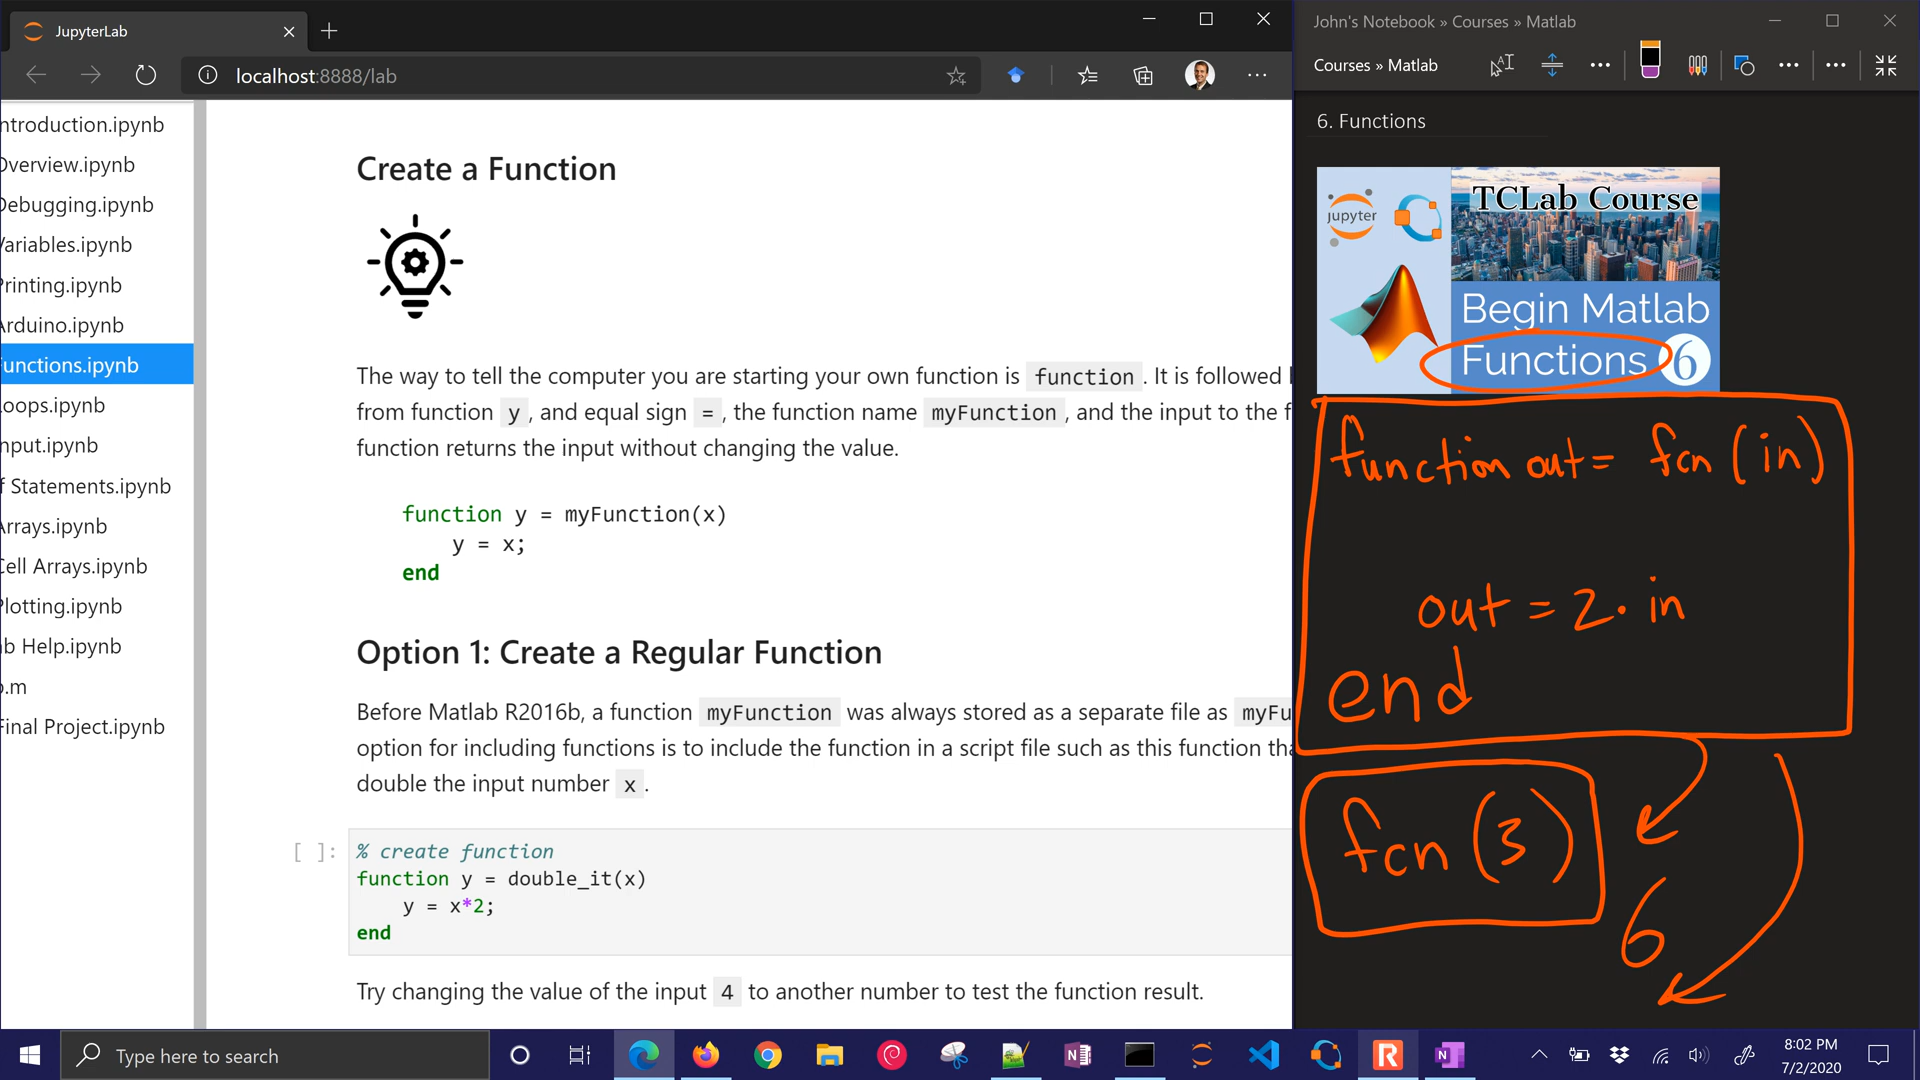 JupyterLab
localhost:8888/lab
ntroduction.ipynb
Overview.ipynb
Debugging.ipynb
Variables.ipynb
Printing.ipynb
Arduino.ipynb
unctions.ipynb
Loops.ipynb
nput.ipynb
f Statements.ipynb
Arrays.ipynb
Cell Arrays.ipynb
Plotting.ipynb
ab Help.ipynb
o.m
Final Project.ipynb
Create a Function
The way to tell the computer you are starting your own function is function . It is followed
from function y , and equal sign = , the function name myFunction , and the input to the f
function returns the input without changing the value.
function y = myFunction(x)
y = x;
end
Option 1: Create a Regular Function
Before Matlab R2016b, a function myFunction was always stored as a separate file as myFu
option for including functions is to include the function in a script file such as this function tha
double the input number x .
[ ]:
% create function
function y = double_it(x)
y = x*2;
end
Try changing the value of the input 4 to another number to test the function result.
John's Notebook » Courses » Matlab
Courses » Matlab
6. Functions
jupyter
TCLab Course
Begin Matlab
Functions 6
function out = fcn (in)
out = 2 · in
end
fcn (3)
6
Type here to search
8:02 PM
7/2/2020